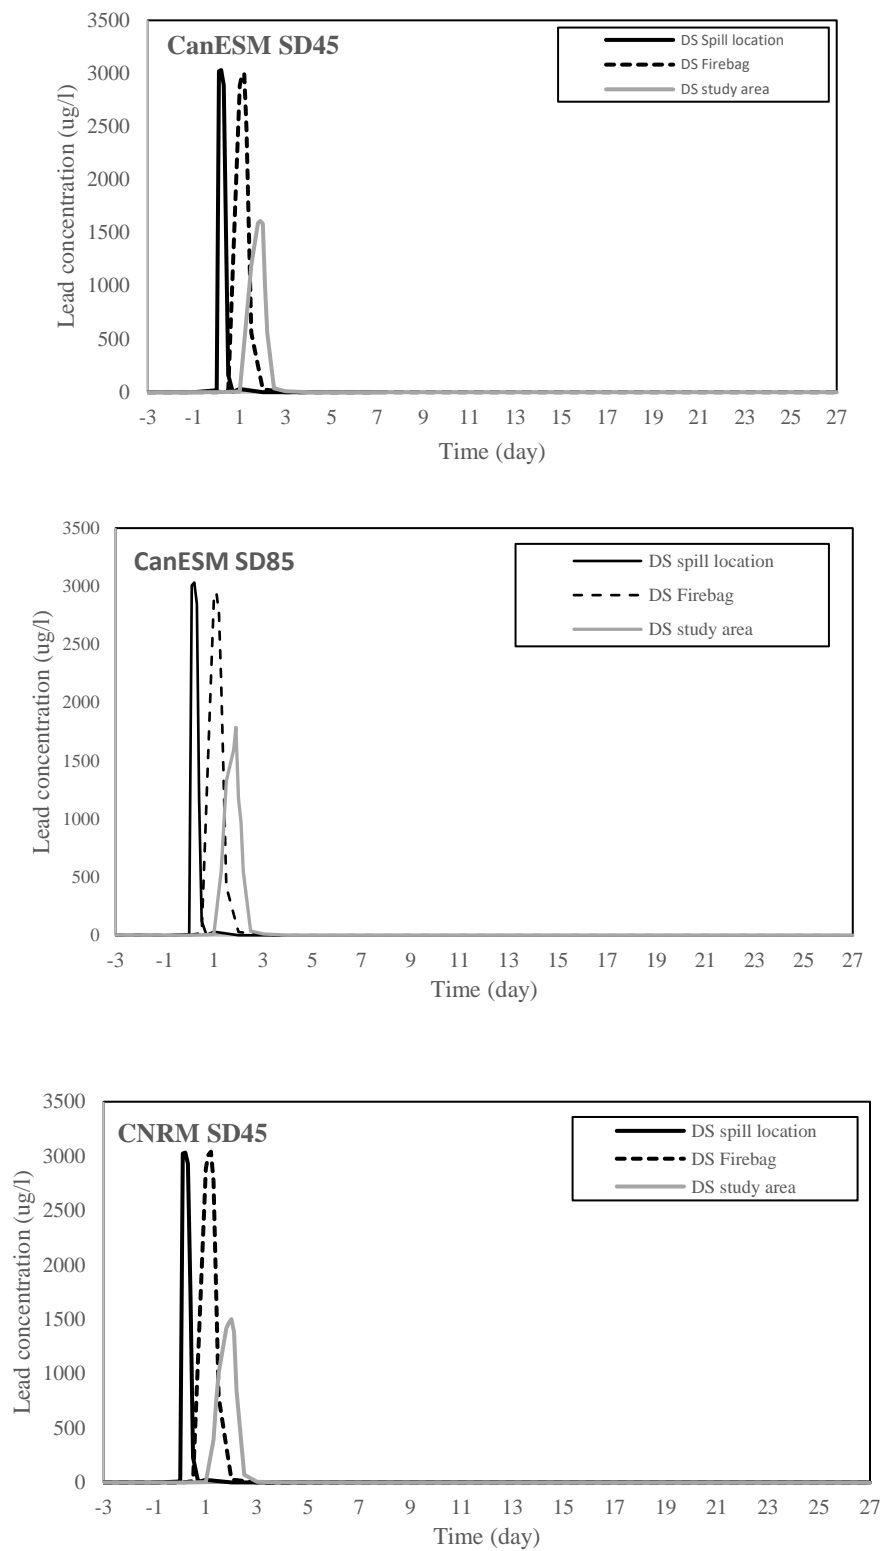 CanESM SD45
DS Spill location
DS Firebag
DS study area
Lead concentration (ug/l)
3500
3000
2500
2000
1500
1000
500
0
-3 -1 1 3 5 7 9 11 13 15 17 19 21 23 25 27
Time (day)
CanESM SD85
DS spill location
DS Firebag
DS study area
Lead concentration (ug/l)
3500
3000
2500
2000
1500
1000
500
0
-3 -1 1 3 5 7 9 11 13 15 17 19 21 23 25 27
Time (day)
CNRM SD45
DS spill location
DS Firebag
DS study area
Lead concentration (ug/l)
3500
3000
2500
2000
1500
1000
500
0
-3 -1 1 3 5 7 9 11 13 15 17 19 21 23 25 27
Time (day)